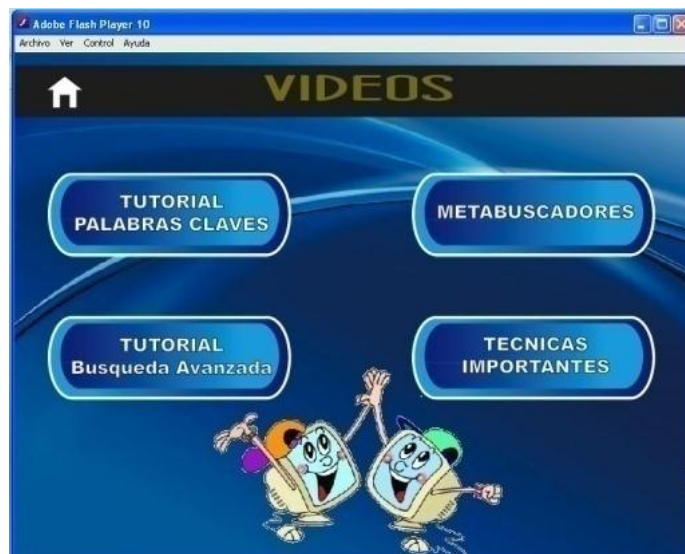 Adobe Flash Player 10
Archivo Ver Control Ayuda
VIDEOS
TUTORIAL
PALABRAS CLAVES
METABUSCADORES
TUTORIAL
Busqueda Avanzada
TECNICAS
IMPORTANTES